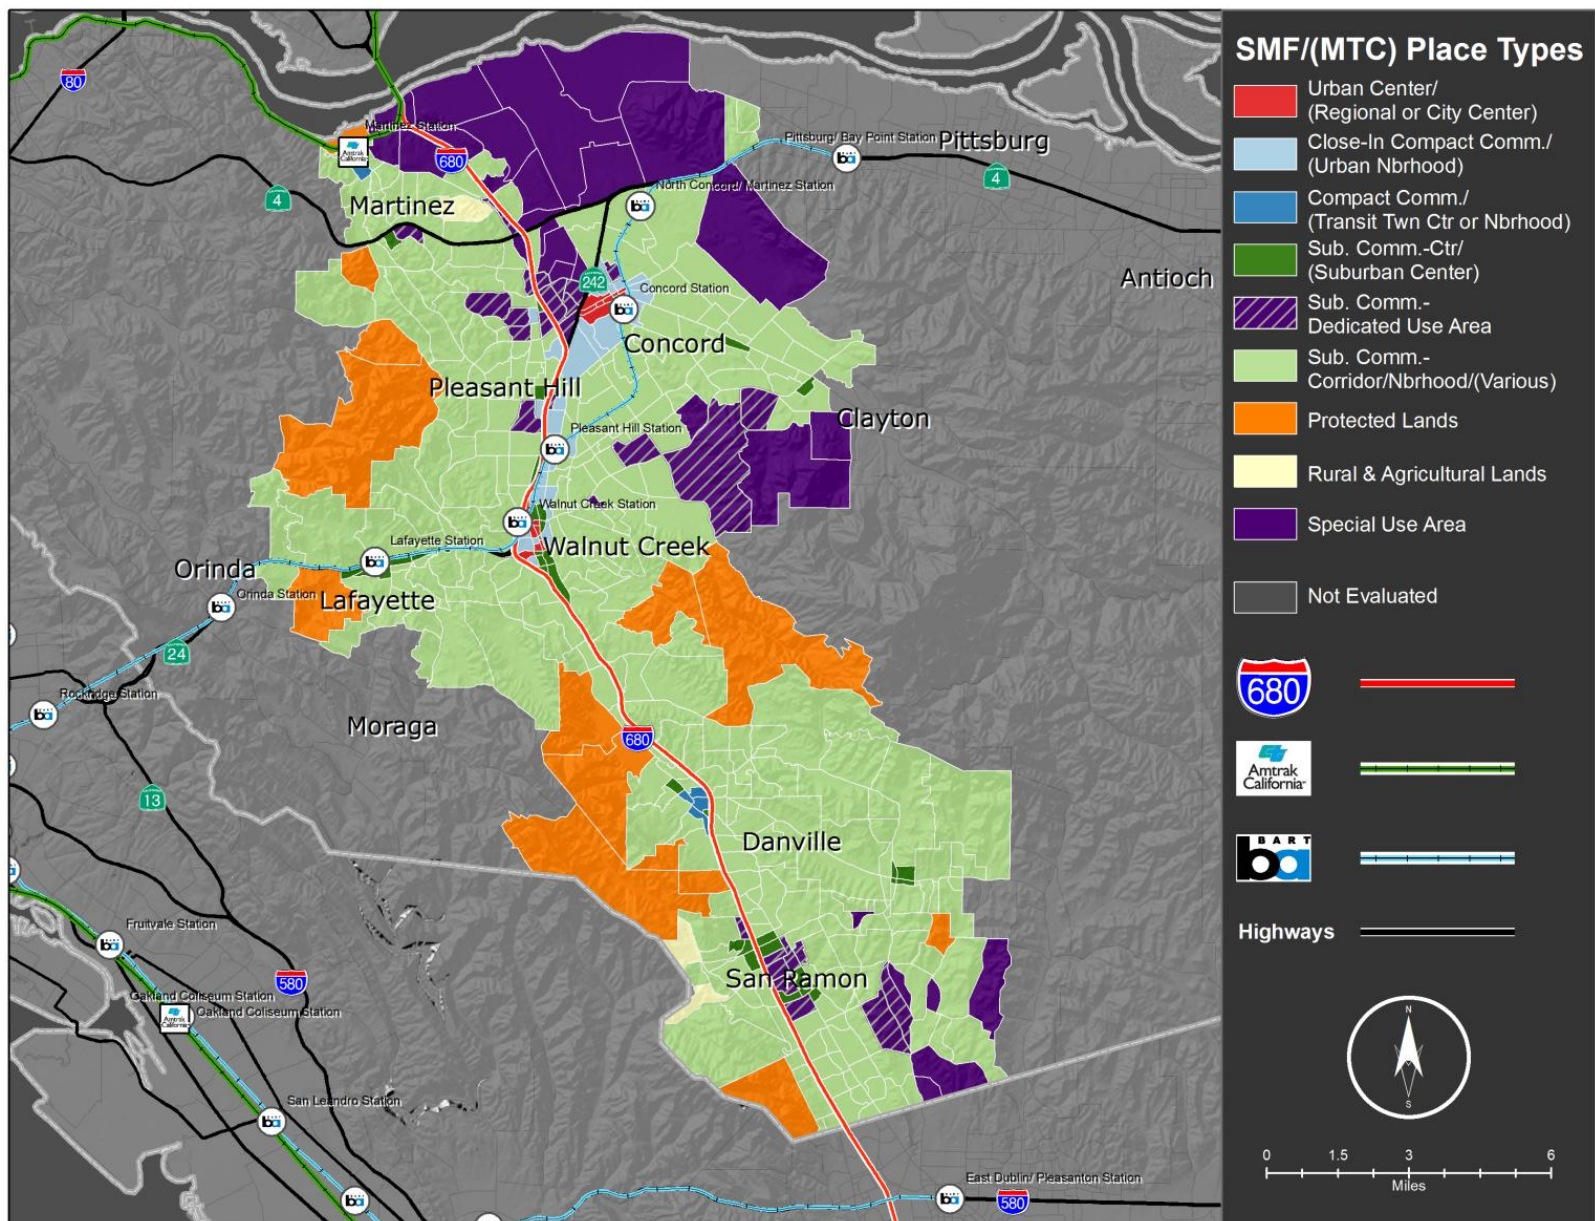 80
Martinez Station
Amtrak
California
680
Pittsburg/ Bay Point Station
Pittsburg
4
4
North Concord/ Martinez Station
Martinez
242
Antioch
Concord Station
Concord
Pleasant Hill
Clayton
Pleasant Hill Station
Walnut Creek Station
Lafayette Station
Walnut Creek
Orinda
Orinda Station
Lafayette
24
Rockridge Station
Moraga
680
13
Danville
Fruitvale Station
San Ramon
580
Oakland Coliseum Station
Oakland Coliseum Station
Amtrak
California
San Leandro Station
East Dublin/ Pleasanton Station
580
SMF/(MTC) Place Types
Urban Center/
(Regional or City Center)
Close-In Compact Comm./
(Urban Nbrhood)
Compact Comm./
(Transit Twn Ctr or Nbrhood)
Sub. Comm.-Ctr/
(Suburban Center)
Sub. Comm.-
Dedicated Use Area
Sub. Comm.-
Corridor/Nbrhood/(Various)
Protected Lands
Rural & Agricultural Lands
Special Use Area
Not Evaluated
680
Amtrak
California
BART
ba
Highways
N
S
0 1.5 3 6
Miles